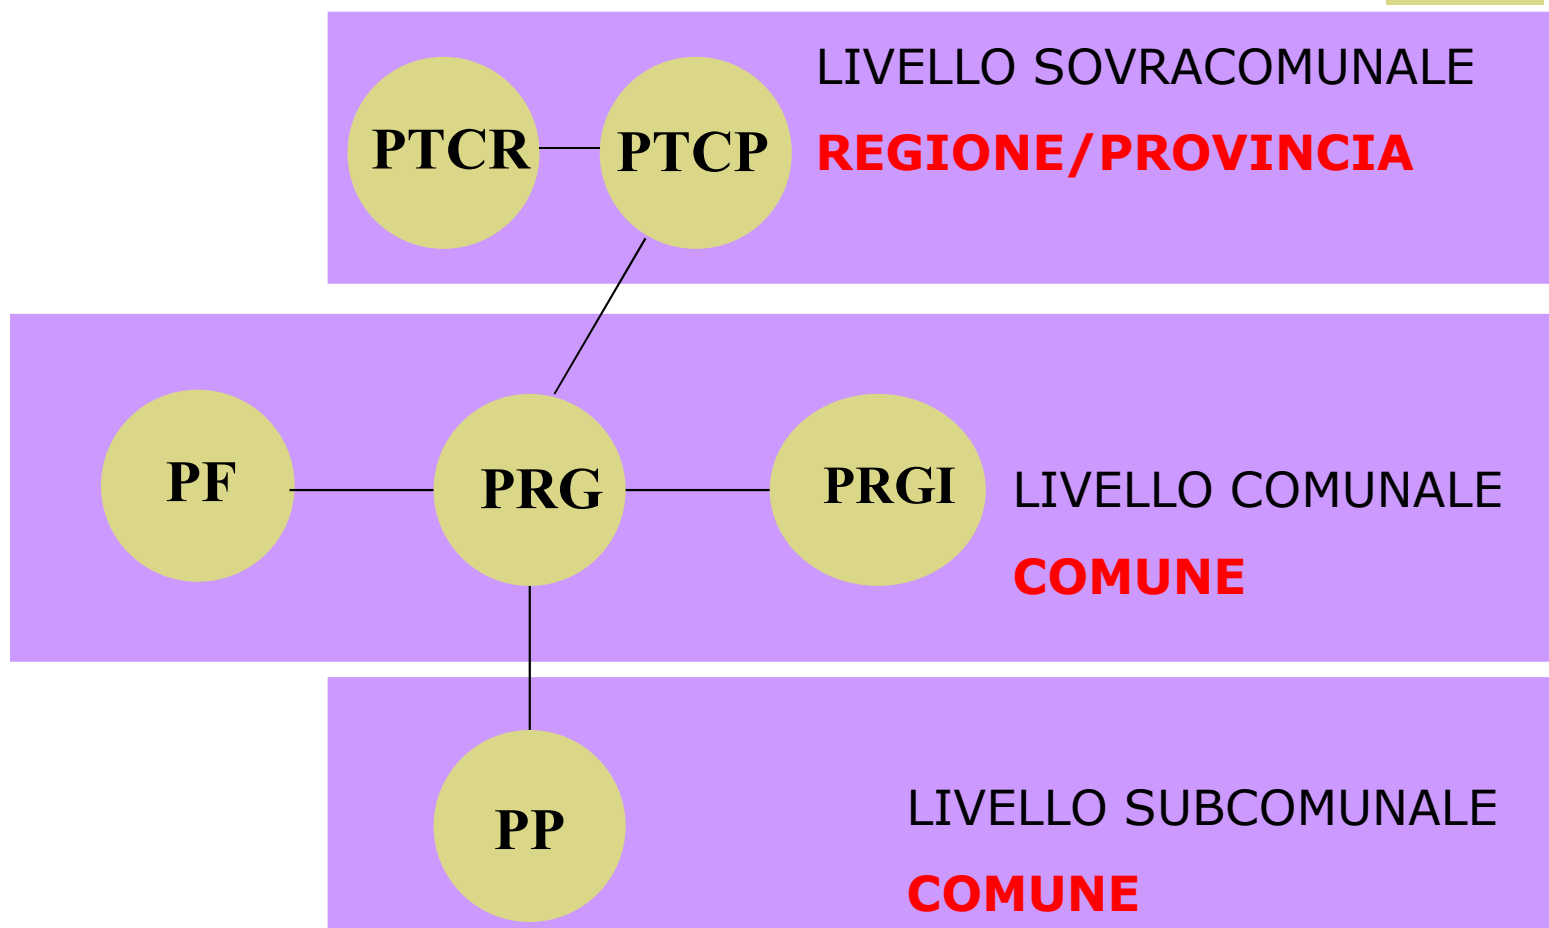 LIVELLO SOVRACOMUNALE
PTCR
PTCP
REGIONE/PROVINCIA
PF
PRG
PRGI
LIVELLO COMUNALE
COMUNE
PP
LIVELLO SUBCOMUNALE
COMUNE